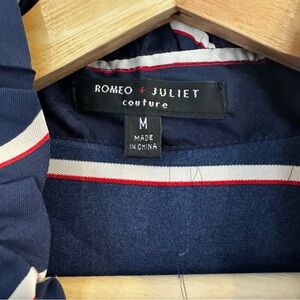 ROMEO + JULIET
couture
M
MADE
IN CHINA